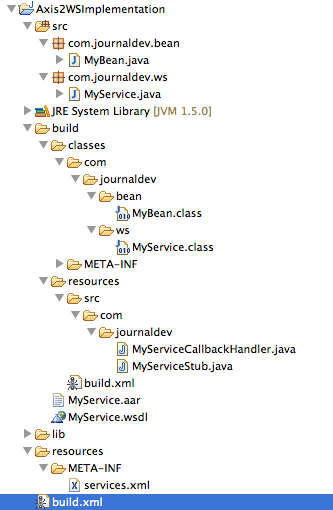 Axis2WSImplementation
src
com.journaldev.bean
MyBean.java
com.journaldev.ws
MyService.java
JRE System Library [JVM 1.5.0]
build
classes
com
journaldev
bean
MyBean.class
ws
MyService.class
META-INF
resources
src
com
journaldev
MyServiceCallbackHandler.java
MyServiceStub.java
build.xml
MyService.aar
MyService.wsdl
lib
resources
META-INF
services.xml
build.xml